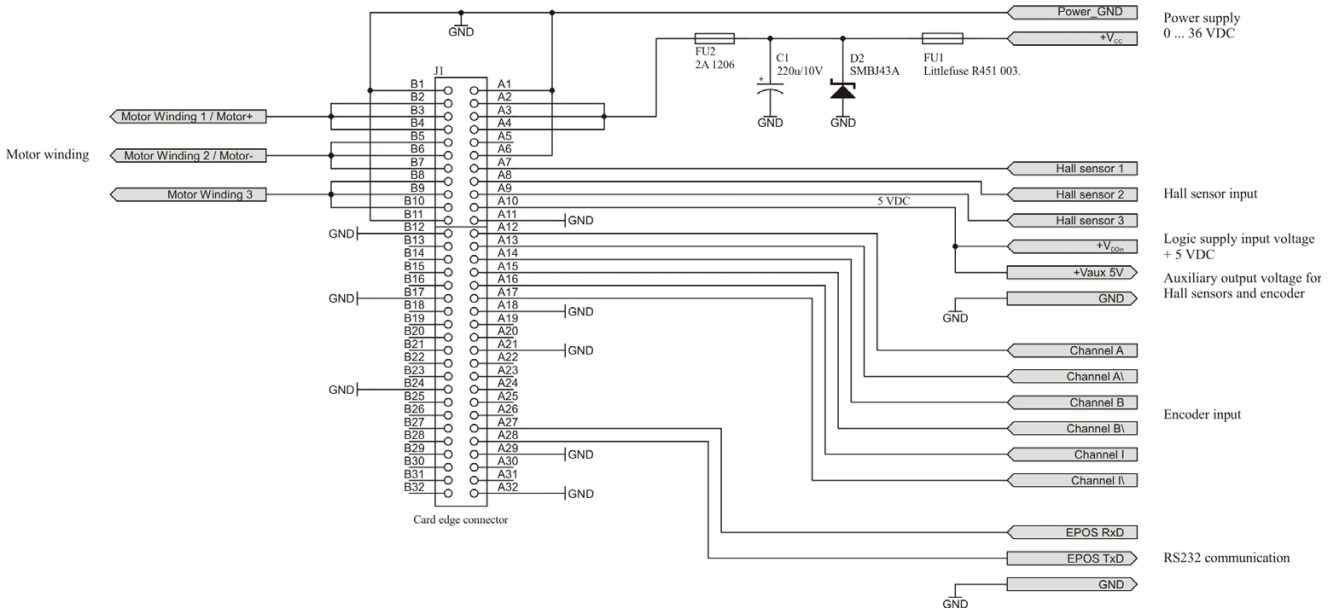 Power_GND
Power supply
0 ... 36 VDC
GND
+VCC
FU2
2A 1206
C1
220u/10V
D2
SMBJ43A
FU1
Littlefuse R451 003.
+
GND
GND
J1
B1 A1
B2 A2
B3 A3
B4 A4
B5 A5
B6 A6
B7 A7
B8 A8
B9 A9
B10 A10
B11 A11
B12 A12
B13 A13
B14 A14
B15 A15
B16 A16
B17 A17
B18 A18
B19 A19
B20 A20
B21 A21
B22 A22
B23 A23
B24 A24
B25 A25
B26 A26
B27 A27
B28 A28
B29 A29
B30 A30
B31 A31
B32 A32
Card edge connector
Motor winding
Motor Winding 1 / Motor+
Motor Winding 2 / Motor-
Motor Winding 3
GND
GND
GND
GND
GND
GND
GND
GND
5 VDC
Hall sensor 1
Hall sensor 2
Hall sensor 3
Hall sensor input
+VDDin
Logic supply input voltage
+ 5 VDC
+Vaux 5V
Auxiliary output voltage for
Hall sensors and encoder
GND
GND
Channel A
Channel A\
Channel B
Channel B\
Channel I
Channel I\
Encoder input
EPOS RxD
EPOS TxD
RS232 communication
GND
GND